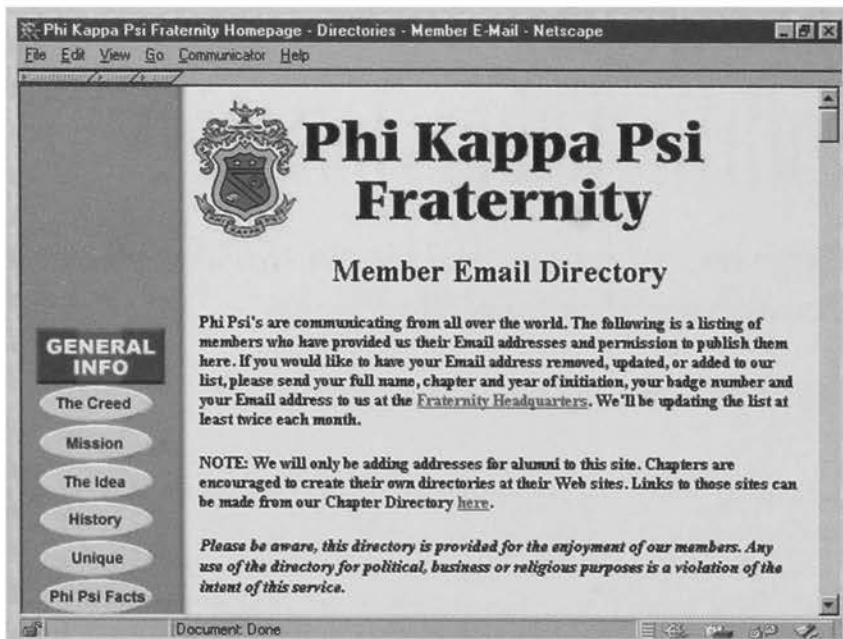 Phi Kappa Psi Fraternity Homepage - Directories - Member E-Mail - Netscape
File Edit View Go Communicator Help
Phi Kappa Psi
Fraternity
Member Email Directory
Phi Psi's are communicating from all over the world. The following is a listing of
members who have provided us their Email addresses and permission to publish them
here. If you would like to have your Email address removed, updated, or added to our
list, please send your full name, chapter and year of initiation, your badge number and
your Email address to us at the Fraternity Headquarters. We'll be updating the list at
least twice each month.
NOTE: We will only be adding addresses for alumni to this site. Chapters are
encouraged to create their own directories at their Web sites. Links to those sites can
be made from our Chapter Directory here.
Please be aware, this directory is provided for the enjoyment of our members. Any
use of the directory for political, business or religious purposes is a violation of the
intent of this service.
GENERAL
INFO
The Creed
Mission
The Idea
History
Unique
Phi Psi Facts
Document: Done